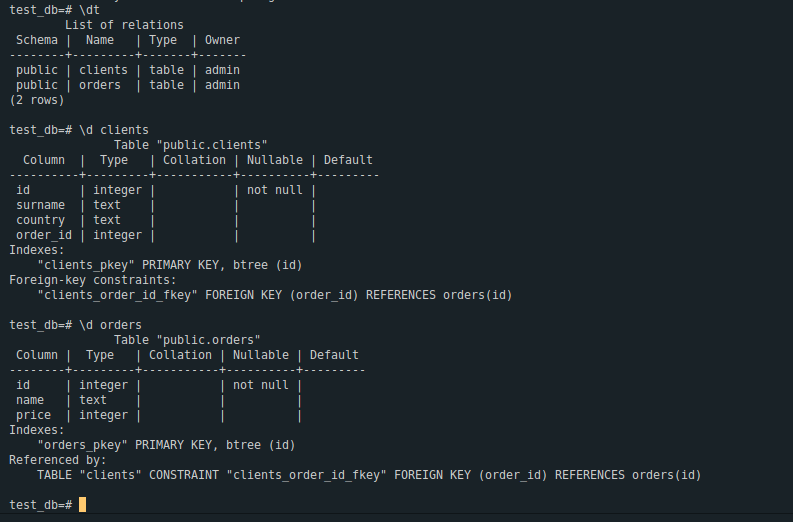 test_db=# \dt
        List of relations
 Schema |  Name   | Type  | Owner
--------+---------+-------+-------
 public | clients | table | admin
 public | orders  | table | admin
(2 rows)

test_db=# \d clients
               Table "public.clients"
  Column  |  Type   | Collation | Nullable | Default
----------+---------+-----------+----------+---------
 id       | integer |           | not null |
 surname  | text    |           |          |
 country  | text    |           |          |
 order_id | integer |           |          |
Indexes:
    "clients_pkey" PRIMARY KEY, btree (id)
Foreign-key constraints:
    "clients_order_id_fkey" FOREIGN KEY (order_id) REFERENCES orders(id)

test_db=# \d orders
               Table "public.orders"
 Column |  Type   | Collation | Nullable | Default
--------+---------+-----------+----------+---------
 id     | integer |           | not null |
 name   | text    |           |          |
 price  | integer |           |          |
Indexes:
    "orders_pkey" PRIMARY KEY, btree (id)
Referenced by:
    TABLE "clients" CONSTRAINT "clients_order_id_fkey" FOREIGN KEY (order_id) REFERENCES orders(id)

test_db=#